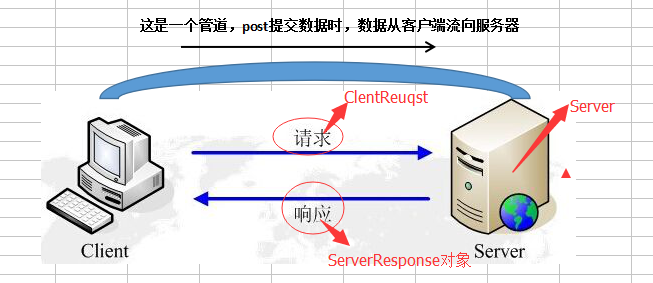 这是一个管道，post提交数据时，数据从客户端流向服务器
ClentReuqst
Server
请求
响应
Client
Server
ServerResponse对象